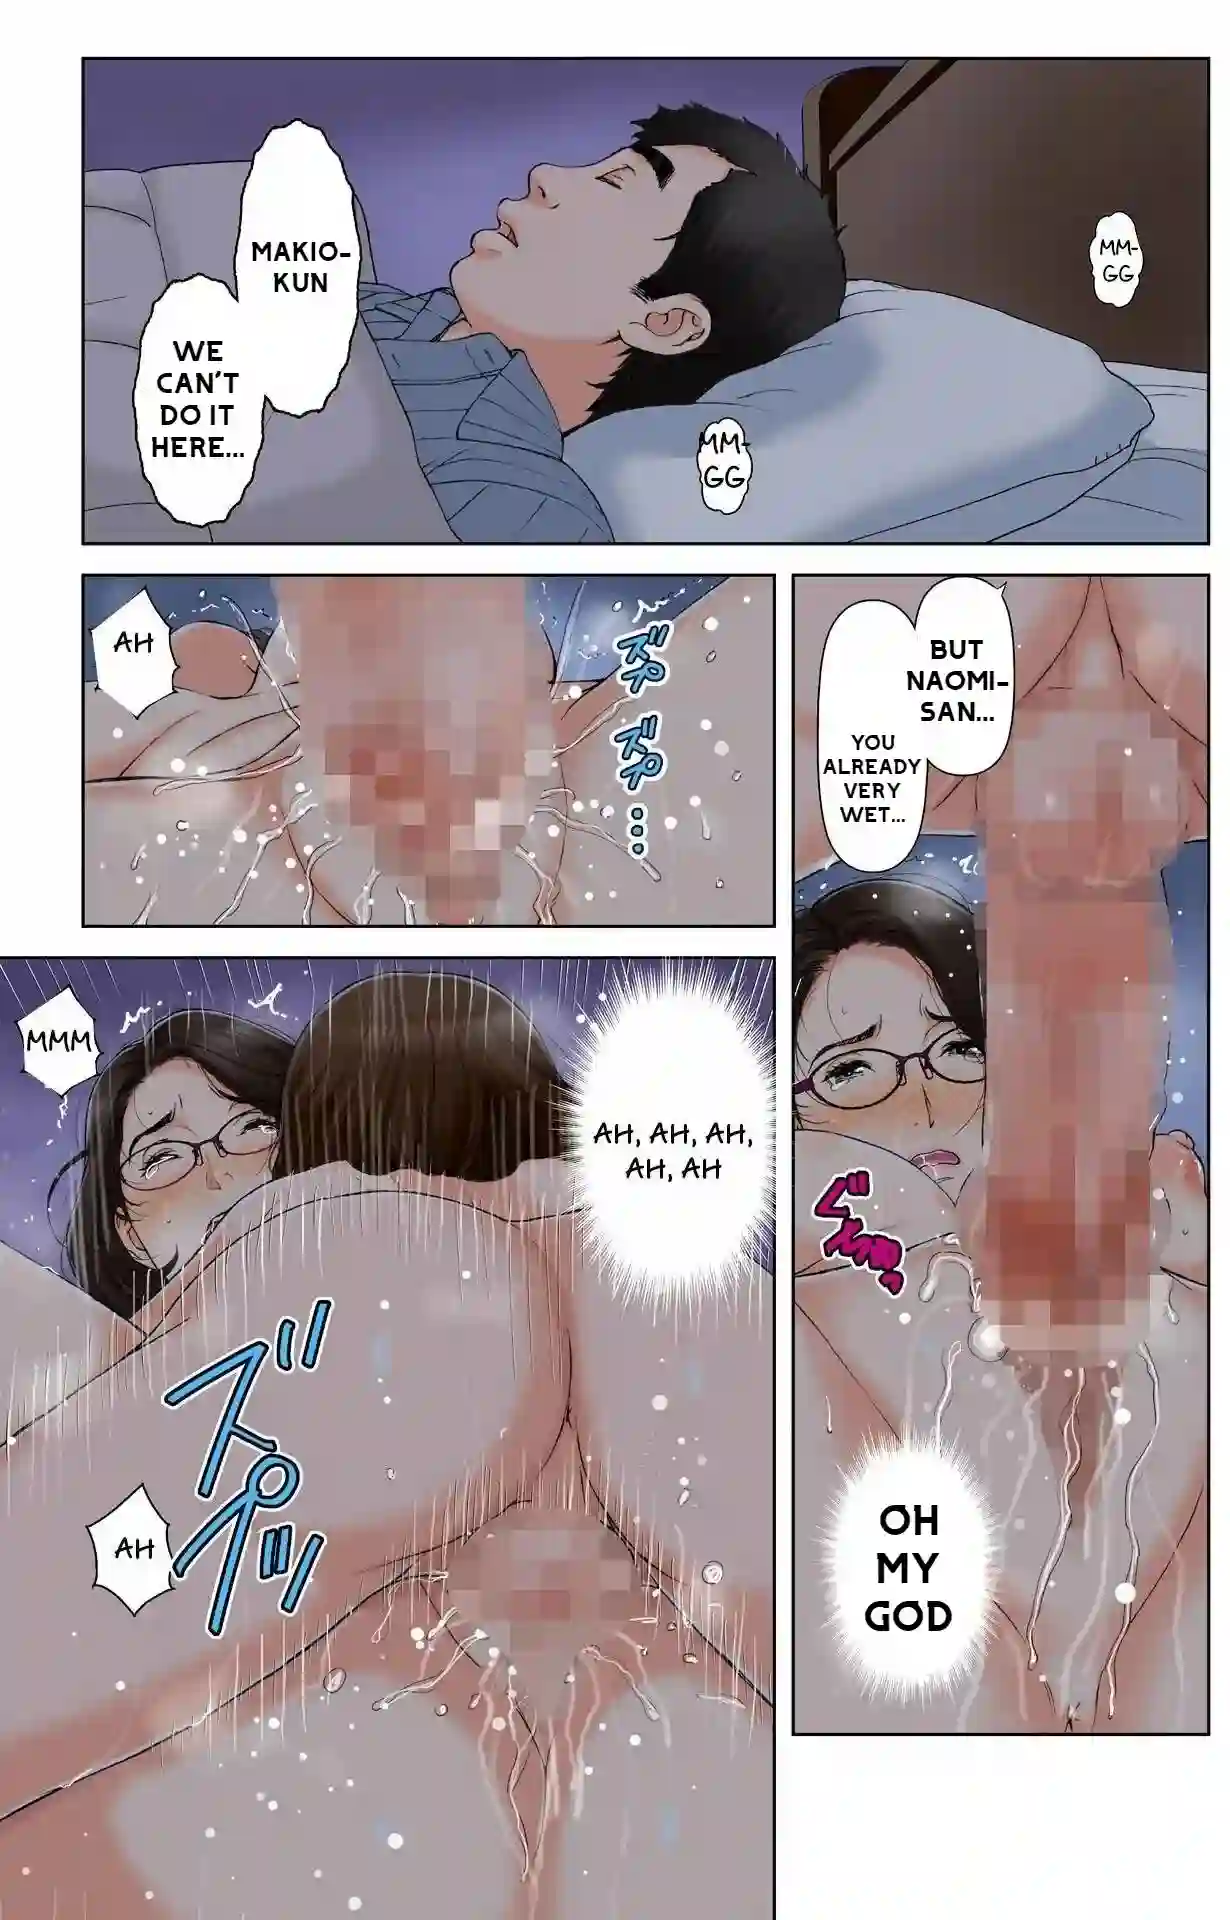 MAKIO-
KUN
WE
CAN'T
DO IT
HERE...
MM-
GG
MM-
GG
BUT
NAOMI-
SAN...
YOU
ALREADY
VERY
WET...
OH
MY
GOD
AH
ズプ
ズプ
...
MMM
AH, AH, AH,
AH, AH
ズプッ
AH